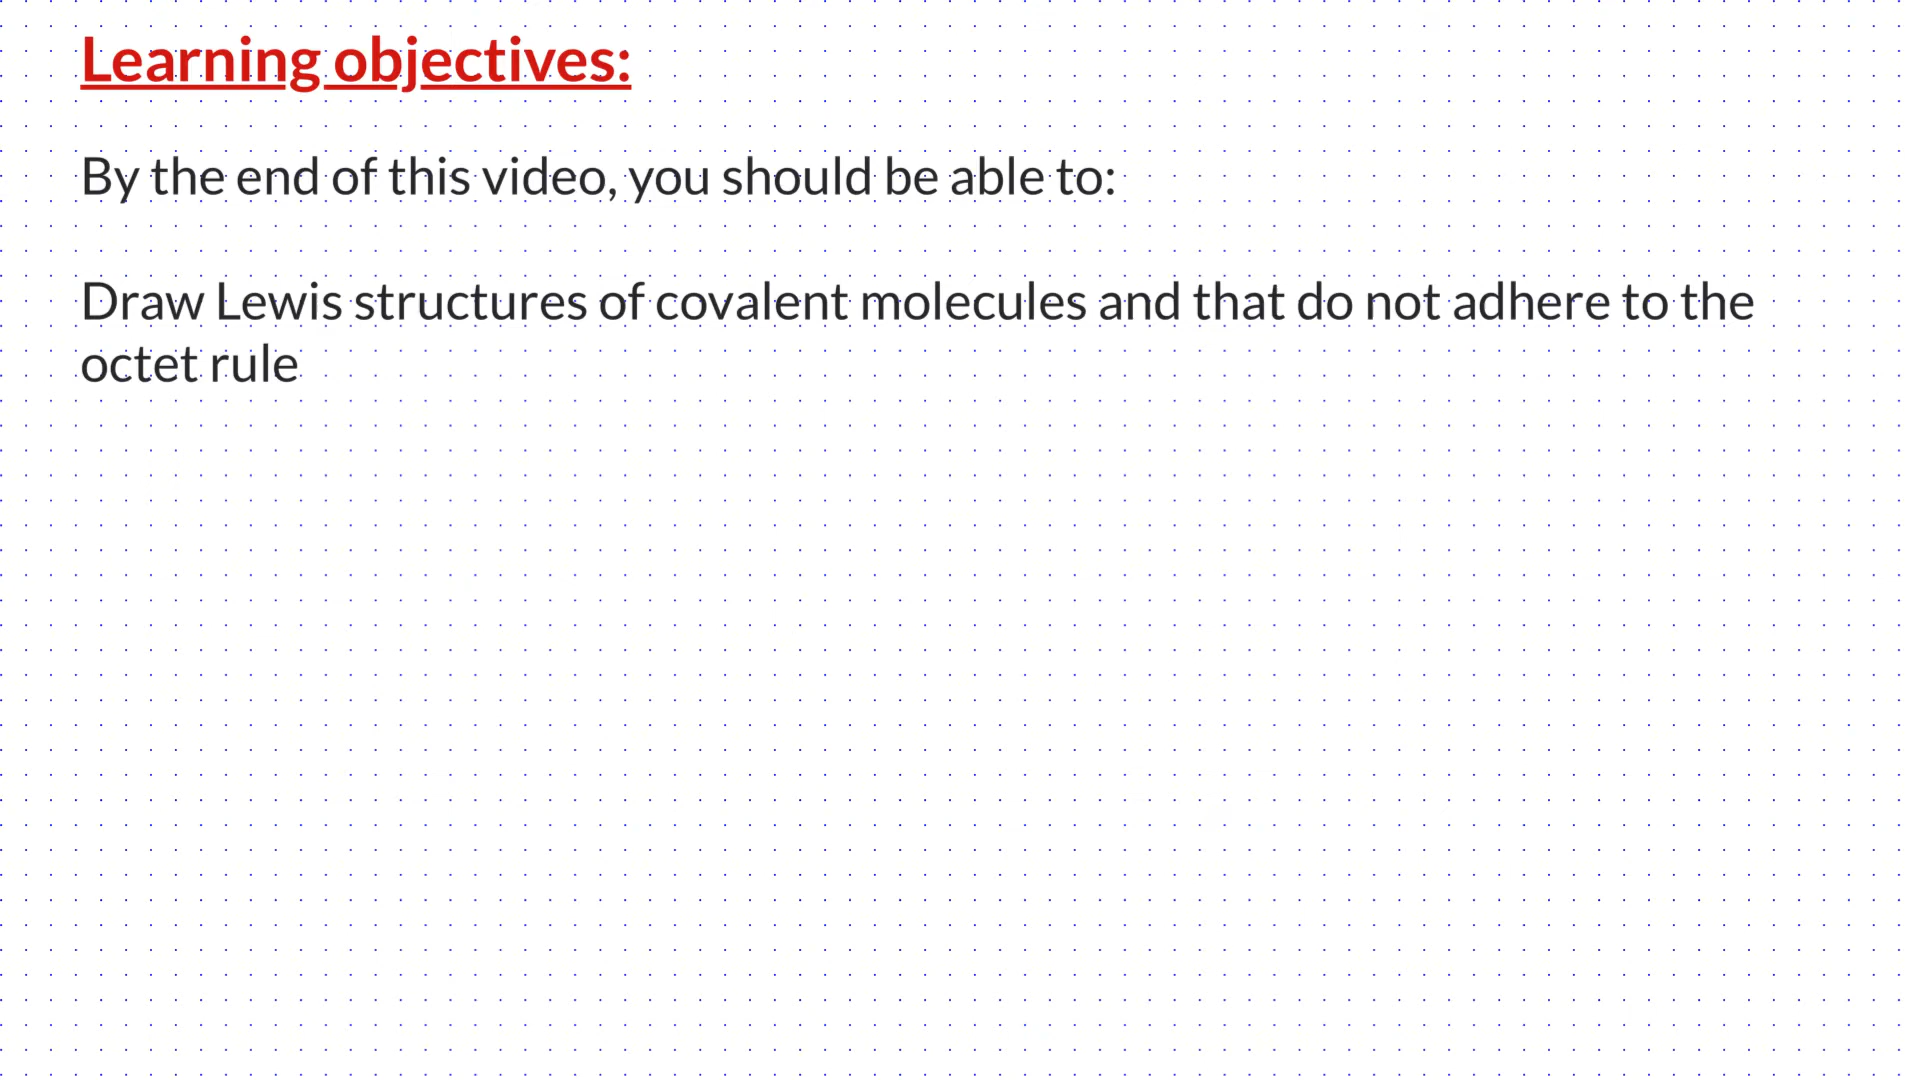 Learning objectives:
By the end of this video, you should be able to:
Draw Lewis structures of covalent molecules and that do not adhere to the
octet rule